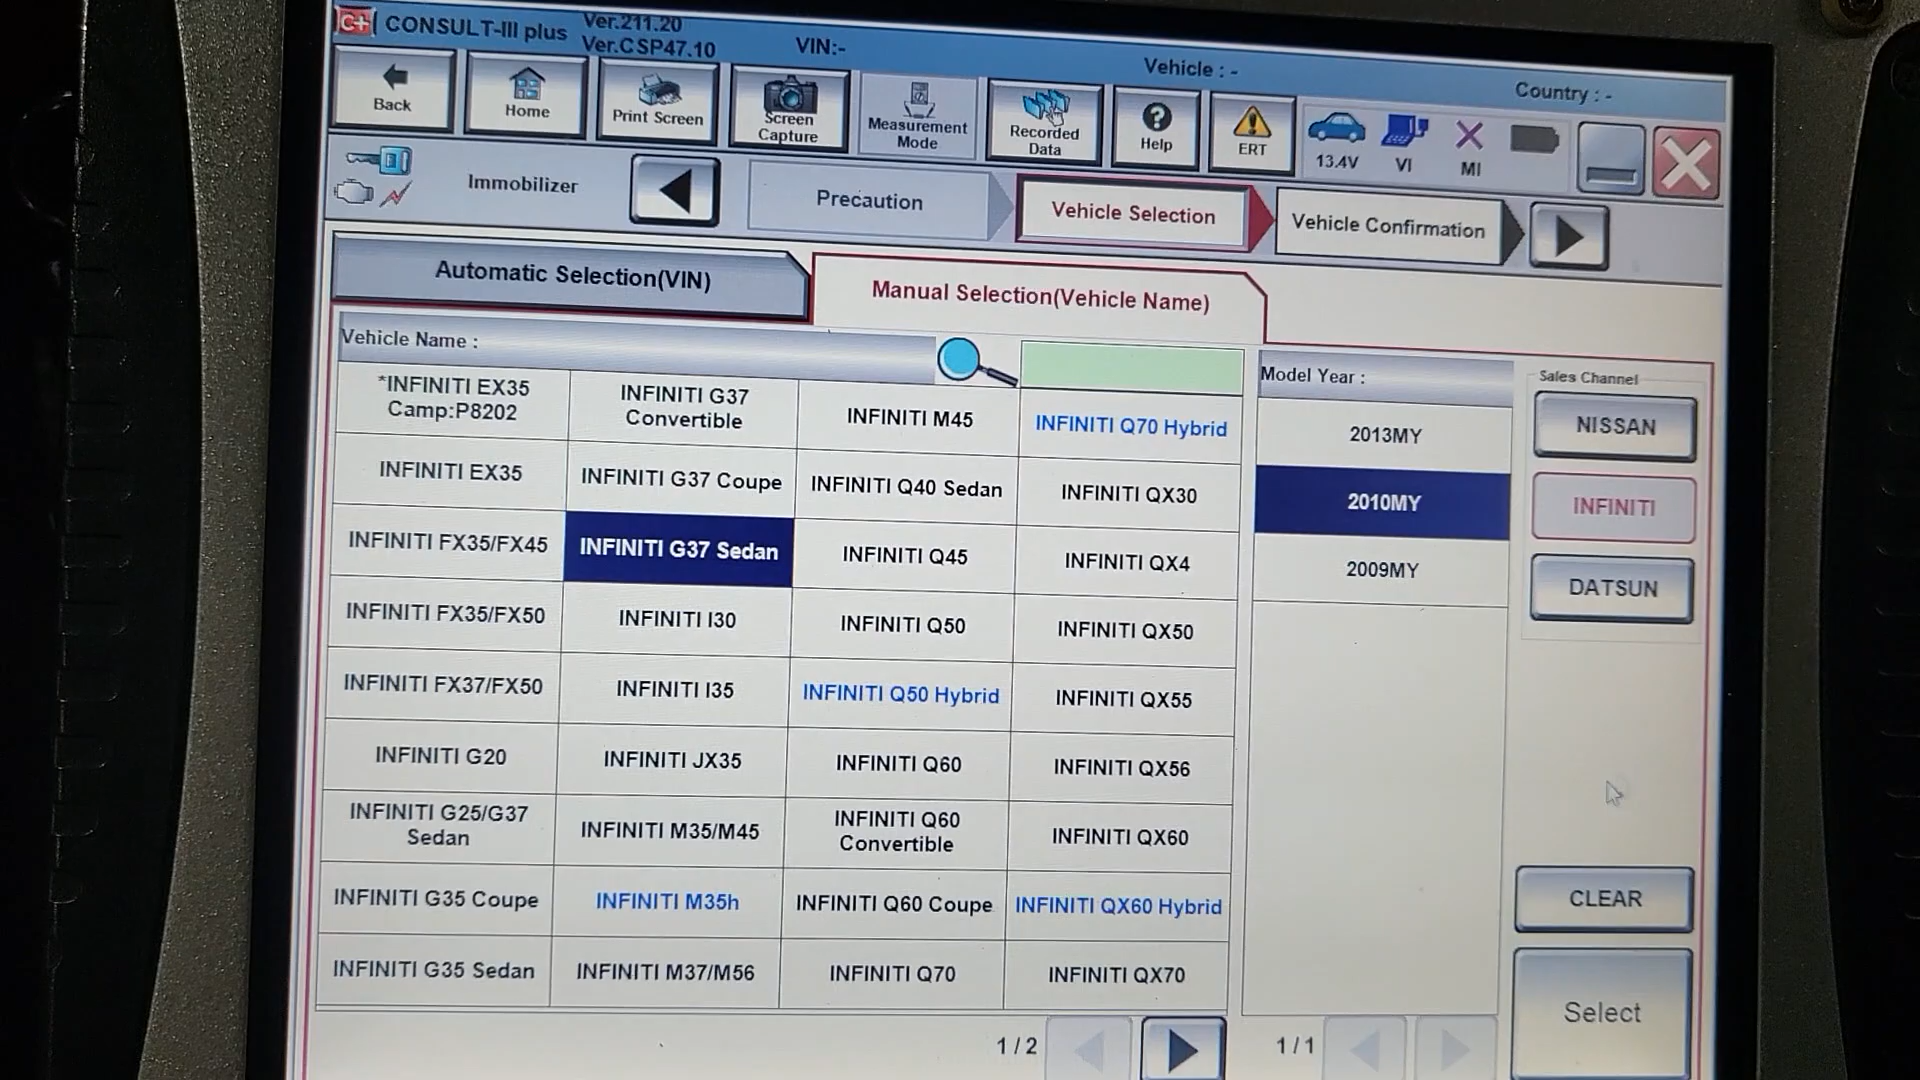 C+ CONSULT-III plus
Ver.211.20
Ver.CSP47.10
VIN:-
Vehicle : -
Country : -
Back
Home
Print Screen
Screen
Capture
Measurement
Mode
Recorded
Data
Help
ERT
13.4V
VI
MI
Immobilizer
Precaution
Vehicle Selection
Vehicle Confirmation
Automatic Selection(VIN)
Manual Selection(Vehicle Name)
Vehicle Name :
*INFINITI EX35
Camp:P8202
INFINITI G37
Convertible
INFINITI M45
INFINITI Q70 Hybrid
INFINITI EX35
INFINITI G37 Coupe
INFINITI Q40 Sedan
INFINITI QX30
INFINITI FX35/FX45
INFINITI G37 Sedan
INFINITI Q45
INFINITI QX4
INFINITI FX35/FX50
INFINITI I30
INFINITI Q50
INFINITI QX50
INFINITI FX37/FX50
INFINITI I35
INFINITI Q50 Hybrid
INFINITI QX55
INFINITI G20
INFINITI JX35
INFINITI Q60
INFINITI QX56
INFINITI G25/G37
Sedan
INFINITI M35/M45
INFINITI Q60
Convertible
INFINITI QX60
INFINITI G35 Coupe
INFINITI M35h
INFINITI Q60 Coupe
INFINITI QX60 Hybrid
INFINITI G35 Sedan
INFINITI M37/M56
INFINITI Q70
INFINITI QX70
1 / 2
Model Year :
2013MY
2010MY
2009MY
1 / 1
Sales Channel
NISSAN
INFINITI
DATSUN
CLEAR
Select